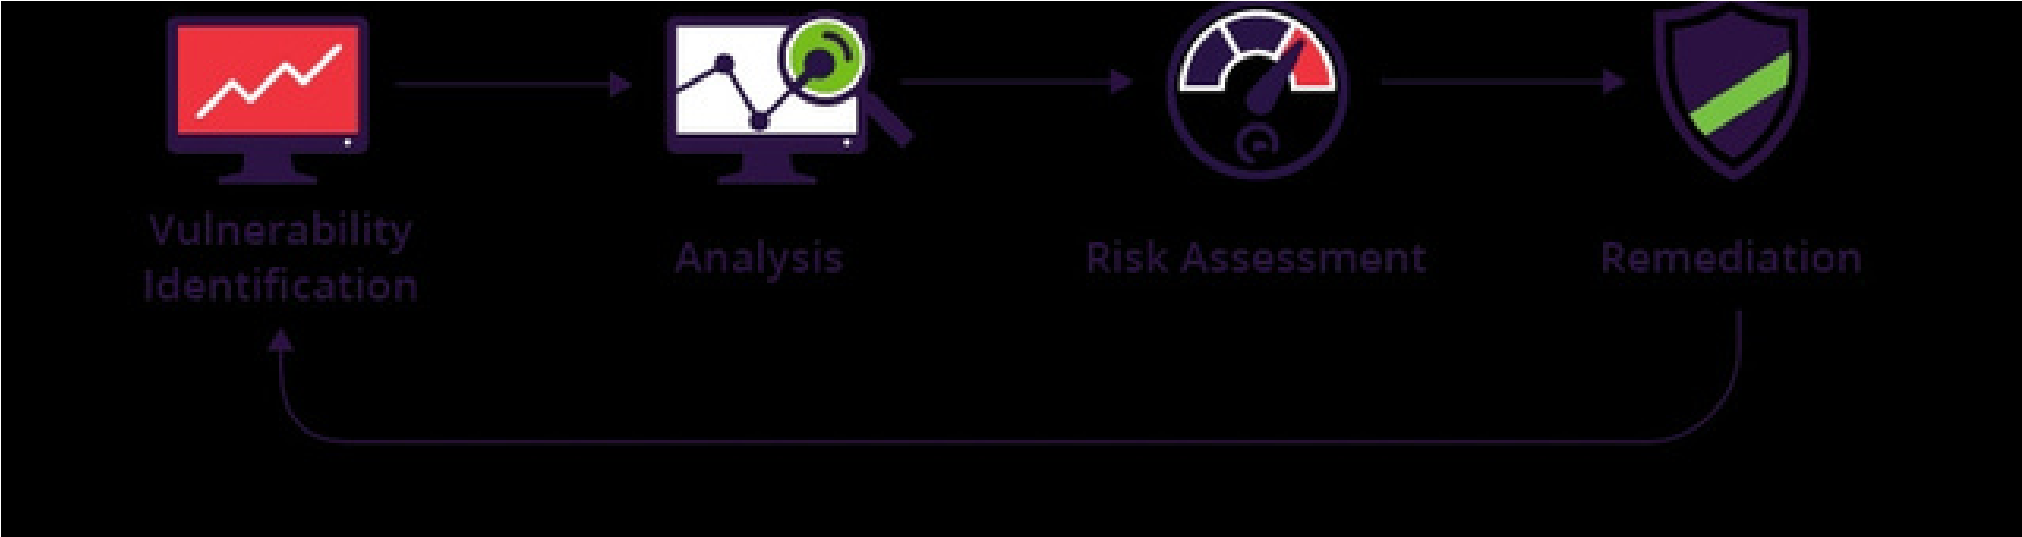 Vulnerability
Identification
Analysis
Risk Assessment
Remediation